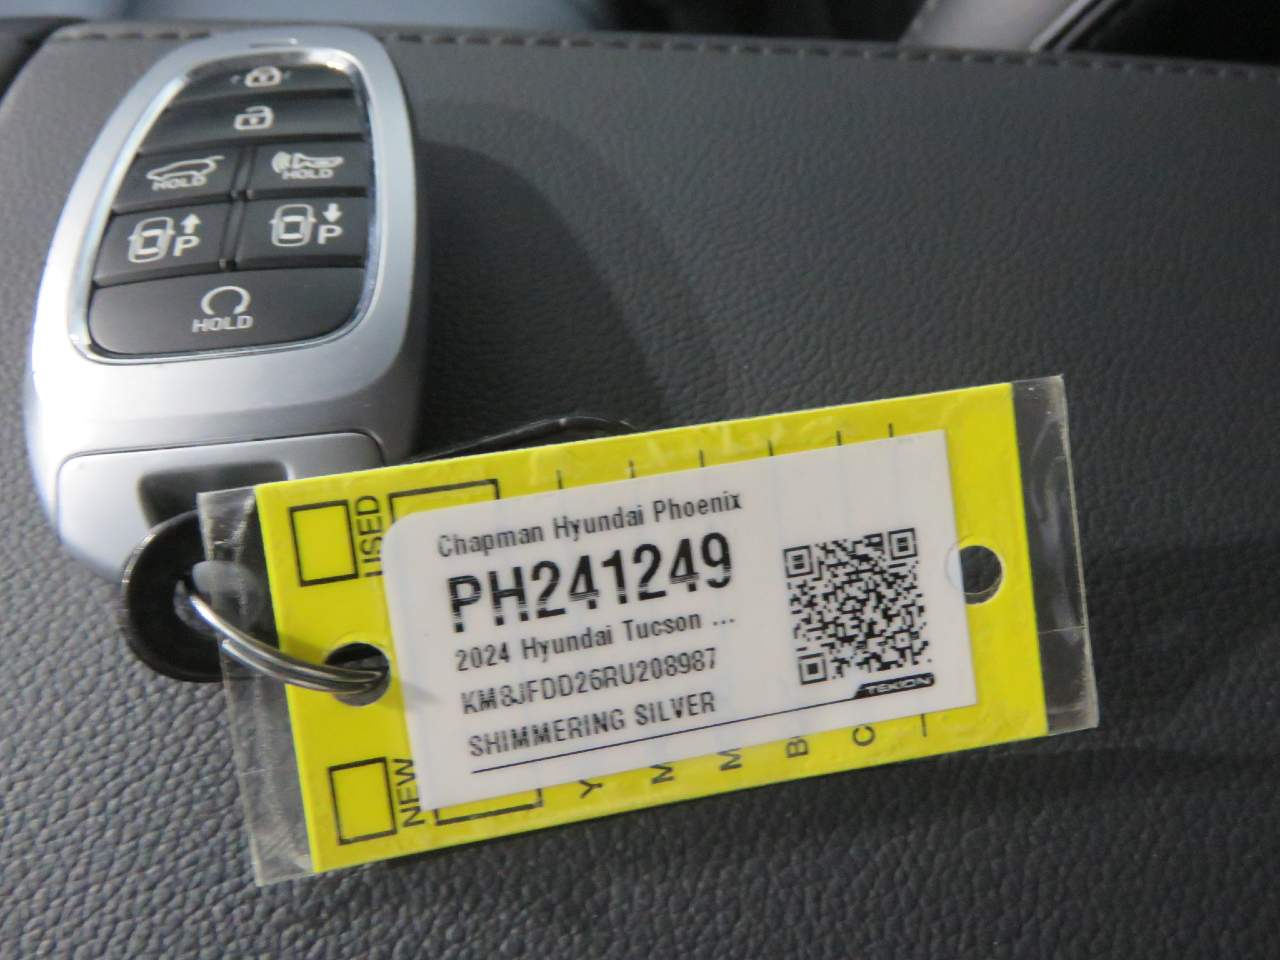 HOLD
HOLD
P
P
HOLD
USED
Chapman Hyundai Phoenix
PH241249
2024 Hyundai Tucson ...
KM8JFDD26RU208987
SHIMMERING SILVER
TEKION
NEW
Y
M
M
B
C